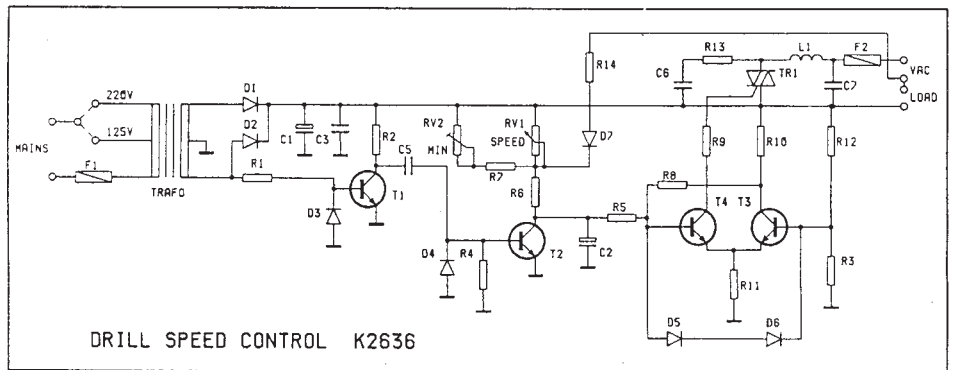 R13
L1
F2
VAC
LOAD
R14
C6
TR1
C7
220V
125V
MAINS
F1
TRAFO
D1
D2
R1
C1
C3
R2
C5
D3
T1
RV2
MIN
R7
RV1
SPEED
R6
D7
R9
R10
R12
R8
T4
T3
R5
D4
R4
T2
C2
R11
R3
D5
D6
DRILL SPEED CONTROL K2636